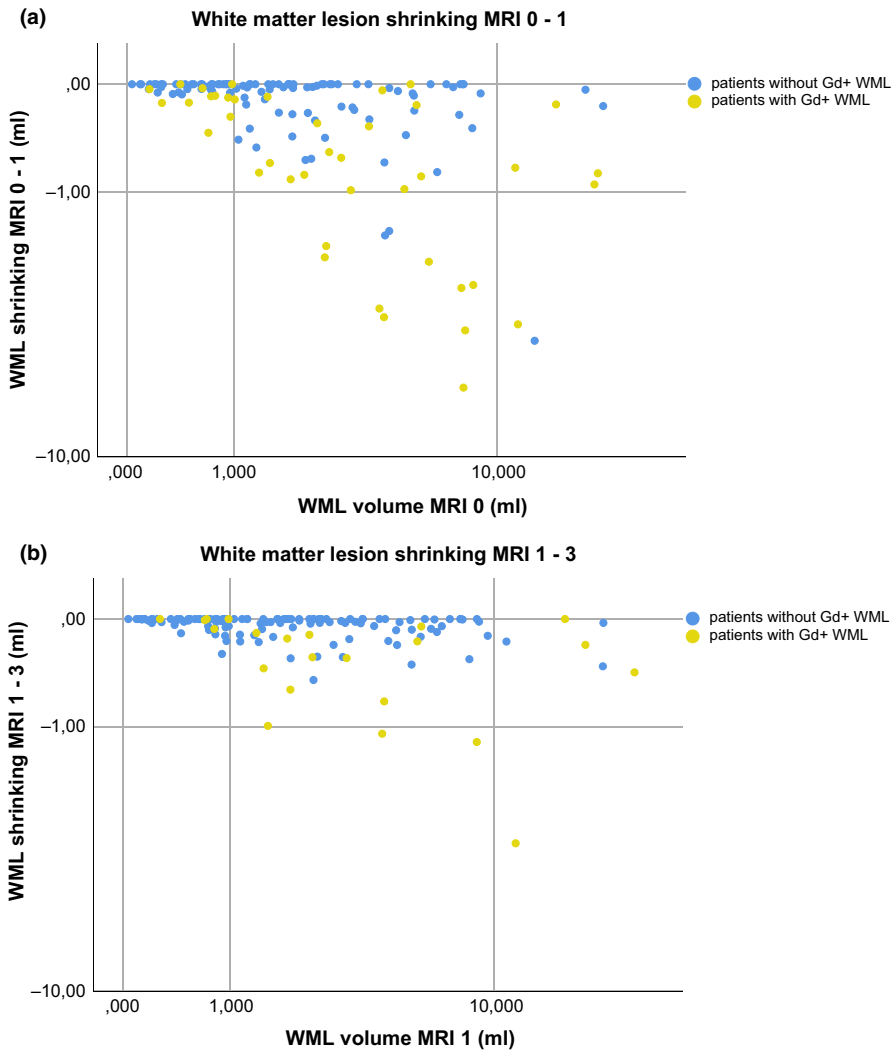 (a)
White matter lesion shrinking MRI 0 - 1
,00
–1,00
–10,00
WML shrinking MRI 0 - 1 (ml)
,000
1,000
10,000
WML volume MRI 0 (ml)
patients without Gd+ WML
patients with Gd+ WML
(b)
White matter lesion shrinking MRI 1 - 3
,00
–1,00
–10,00
WML shrinking MRI 1 - 3 (ml)
,000
1,000
10,000
WML volume MRI 1 (ml)
patients without Gd+ WML
patients with Gd+ WML